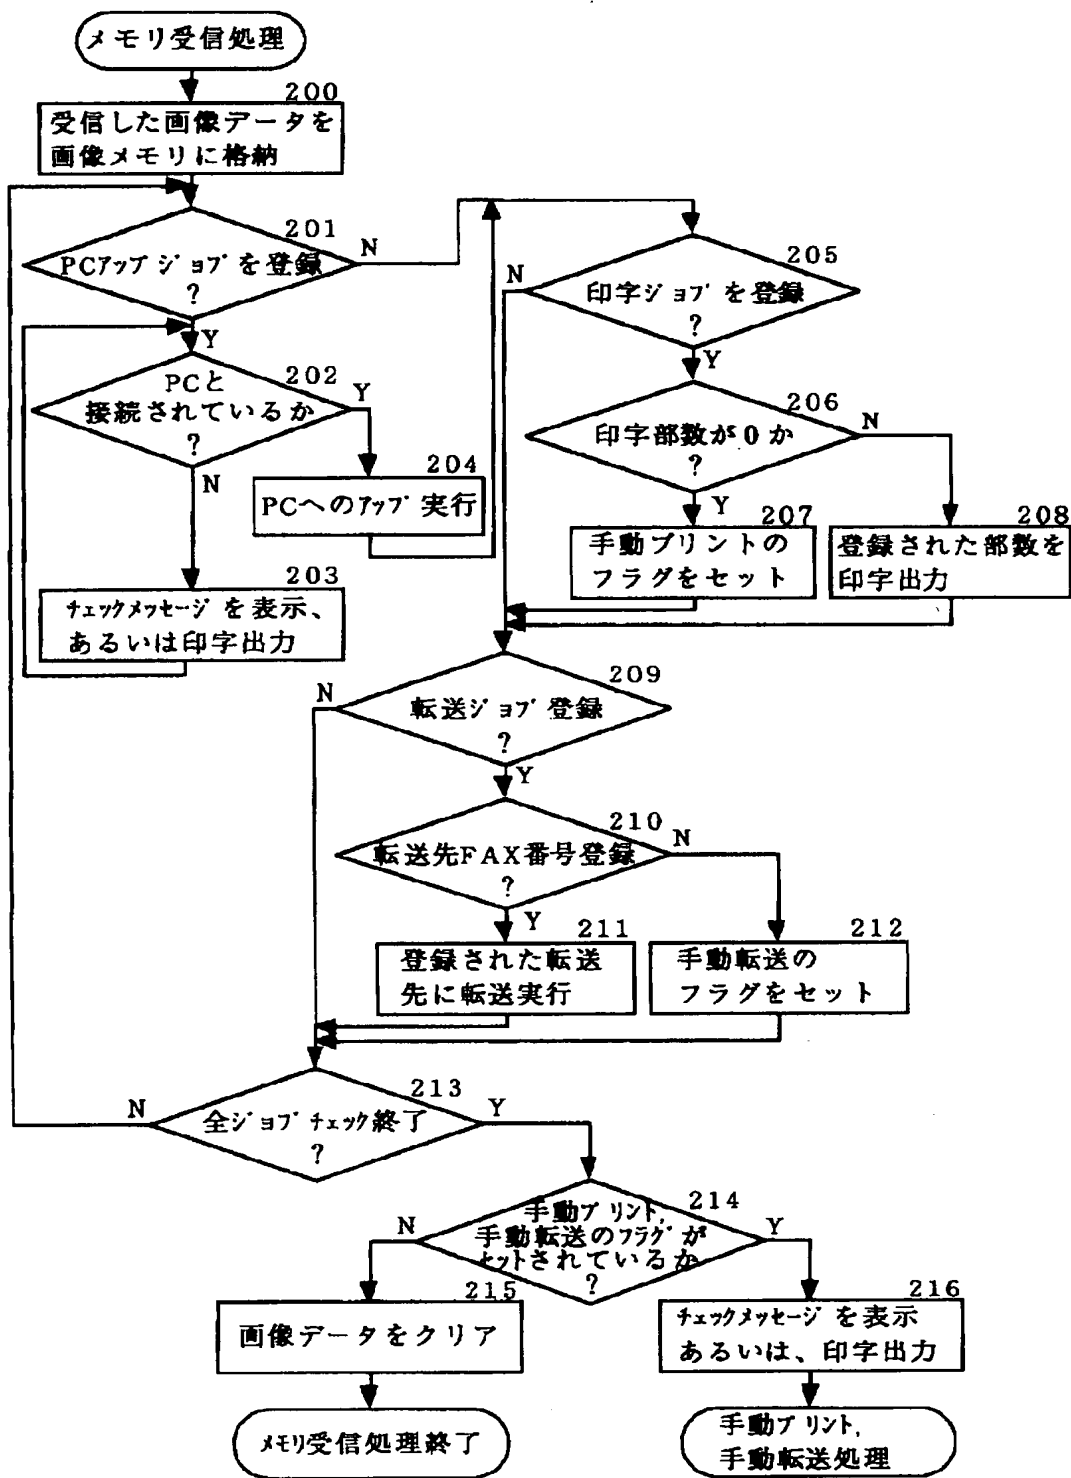 メモリ受信処理
200
受信した画像データを
画像メモリに格納
201
PCアップジョブを登録
?
N
Y
202
PCと
接続されているか
?
Y
N
204
PCへのアップ実行
203
チェックメッセージを表示、
あるいは印字出力
205
印字ジョブを登録
?
N
Y
206
印字部数が0か
?
N
Y
207
手動プリントの
フラグをセット
208
登録された部数を
印字出力
209
転送ジョブ登録
?
N
Y
210
転送先FAX番号登録
?
N
Y
211
登録された転送
先に転送実行
212
手動転送の
フラグをセット
213
全ジョブチェック終了
?
N
Y
214
手動プリント,
手動転送のフラグが
セットされているか
?
N
Y
215
画像データをクリア
216
チェックメッセージを表示
あるいは、印字出力
メモリ受信処理終了
手動プリント,
手動転送処理